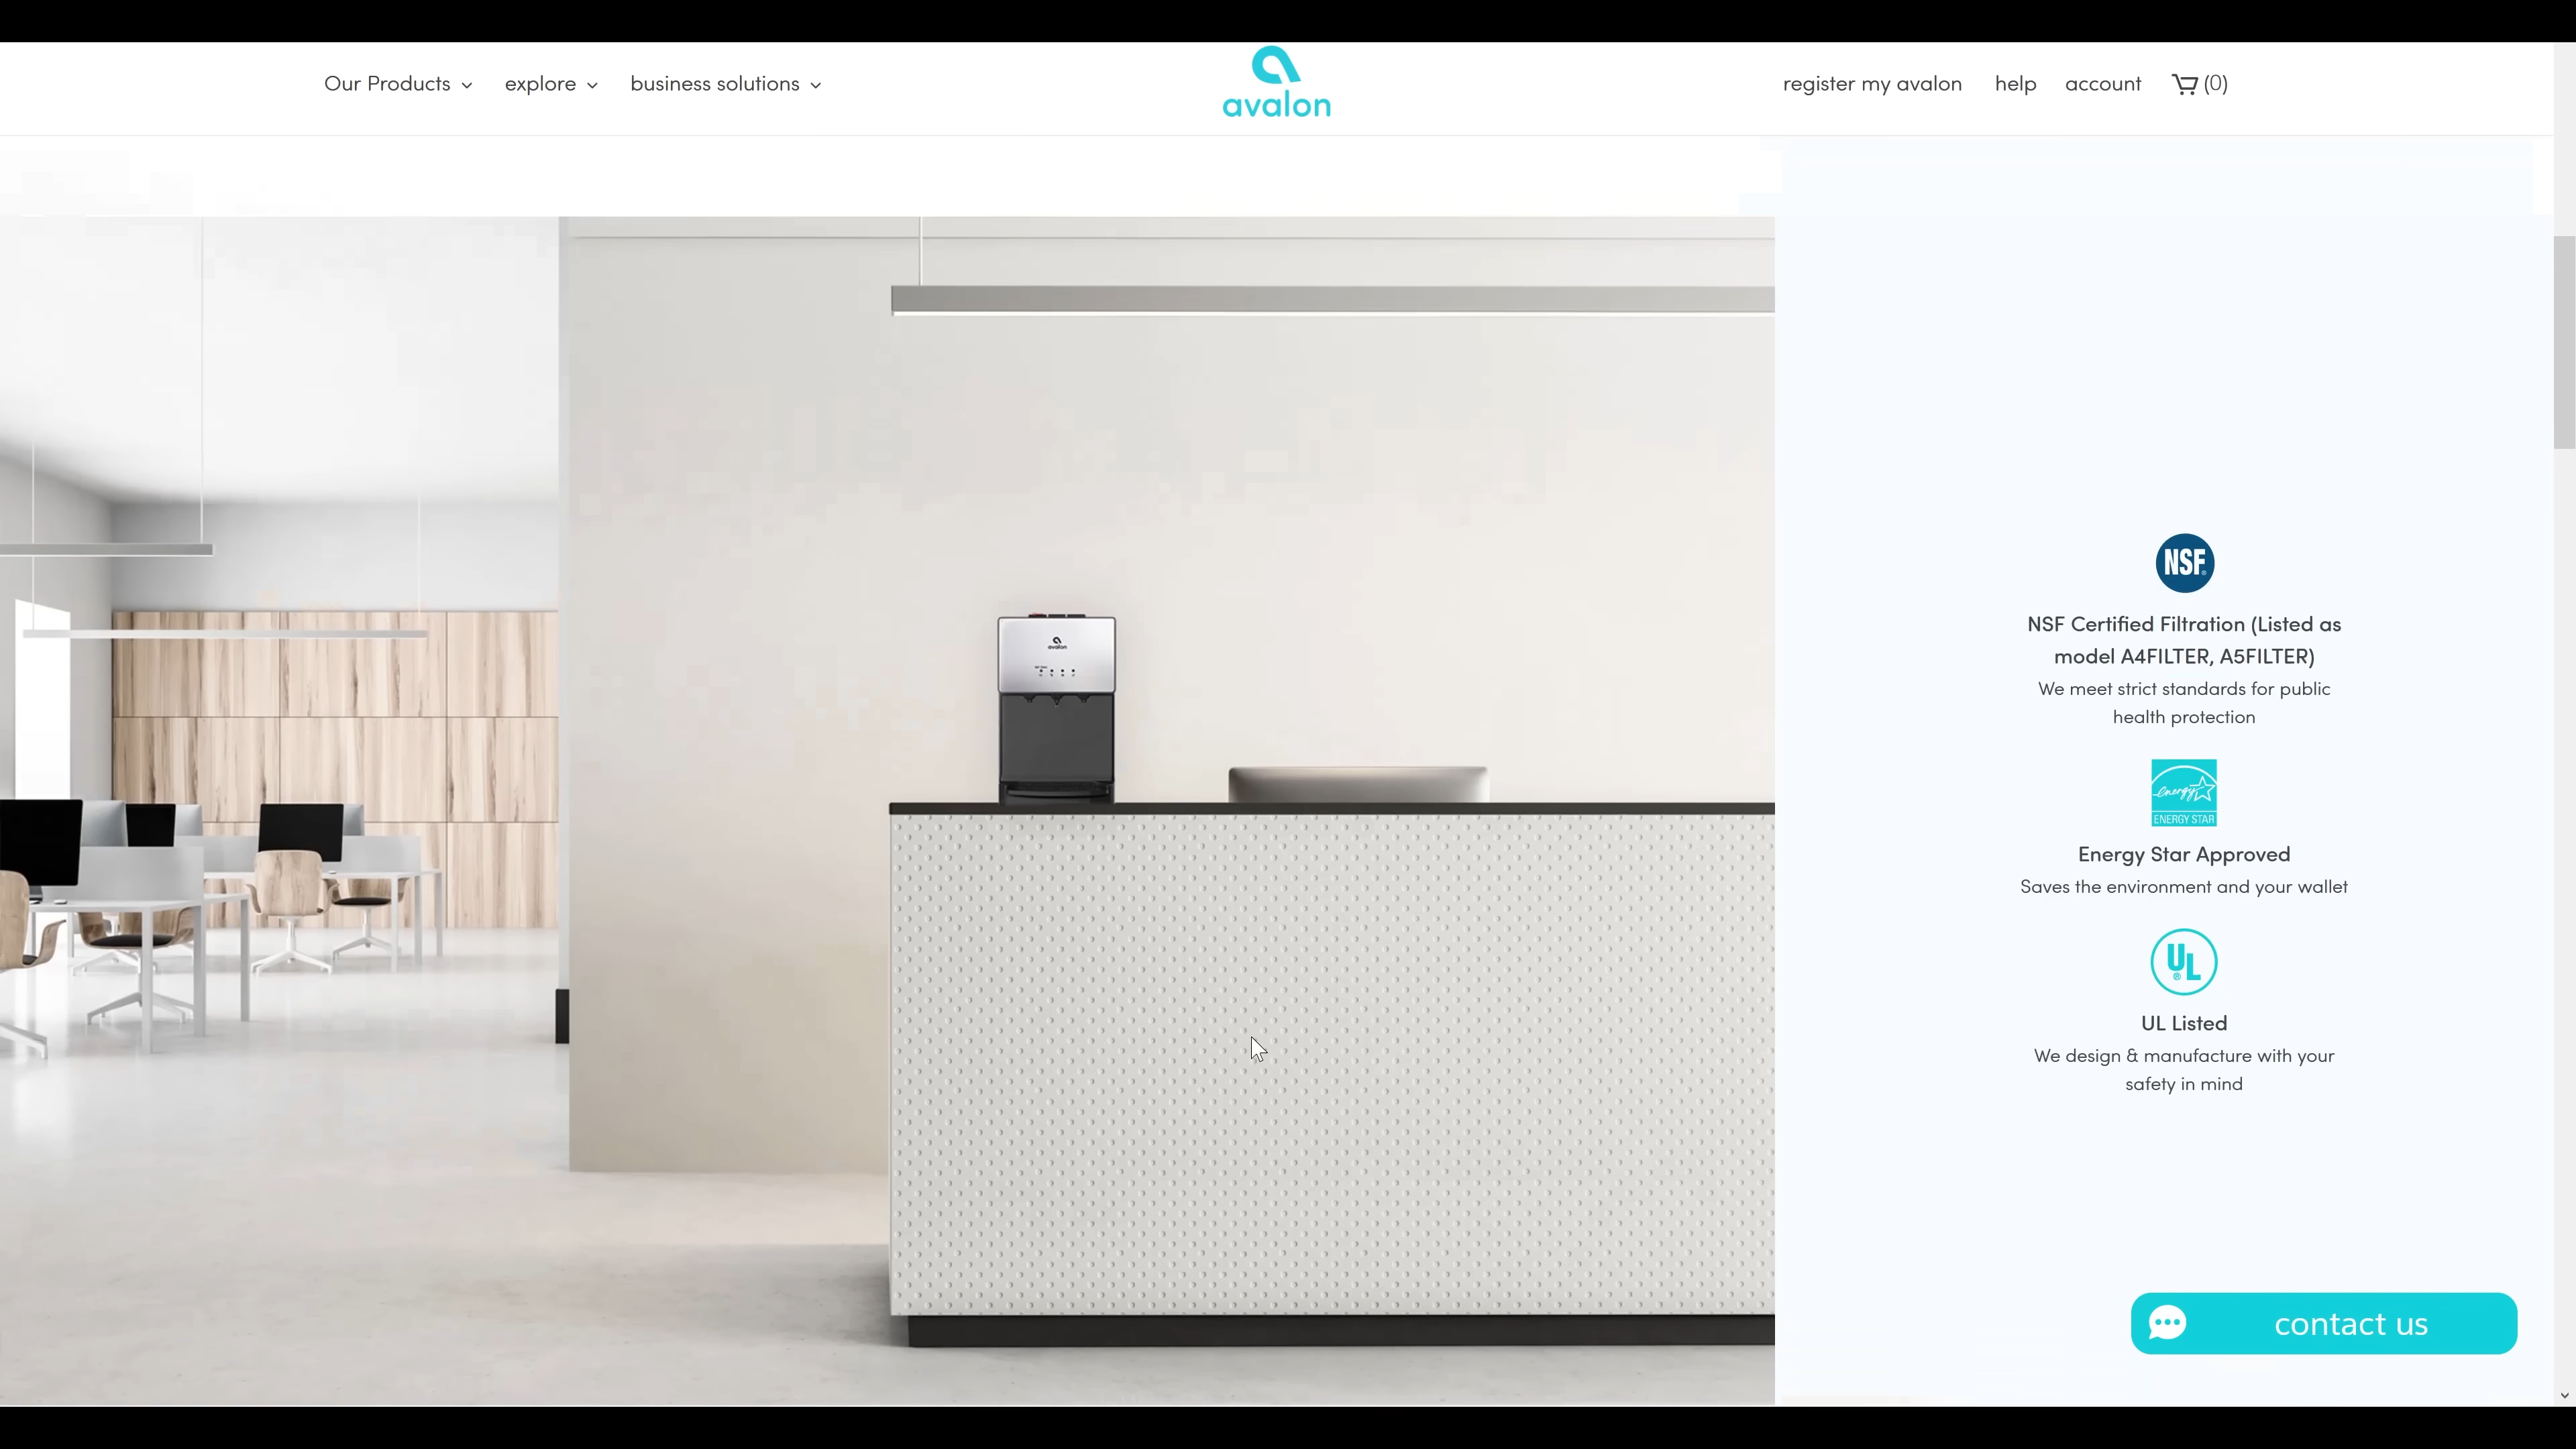 Our Products
explore
business solutions
avalon
register my avalon
help
account
(0)
avalon
NSF®
NSF Certified Filtration (Listed as
model A4FILTER, A5FILTER)
We meet strict standards for public
health protection
energy
ENERGY STAR
Energy Star Approved
Saves the environment and your wallet
UL®
UL Listed
We design & manufacture with your
safety in mind
contact us